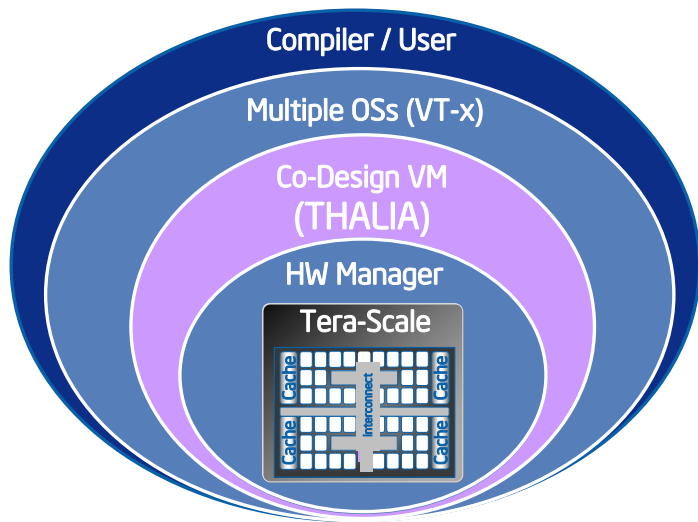 Compiler / User
Multiple OSs (VT-x)
Co-Design VM
(THALIA)
HW Manager
Tera-Scale
Cache
Cache
Interconnect
Cache
Cache